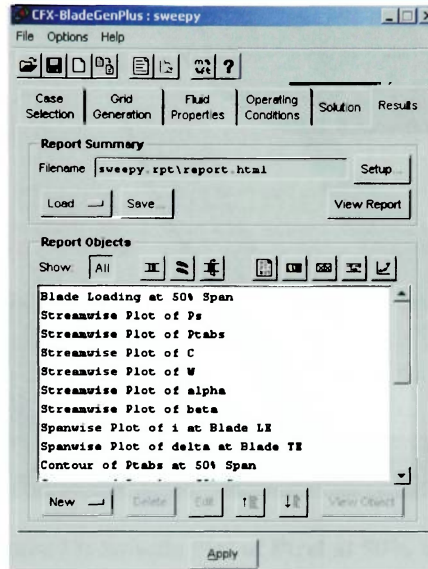 CFX-BladeGenPlus : sweepy
File Options Help
Case Selection
Grid Generation
Fluid Properties
Operating Conditions
Solution
Results
Report Summary
Filename sweepy.rpt\report.html Setup...
Load Save... View Report
Report Objects
Show: All
Blade Loading at 50% Span
Streamwise Plot of Ps
Streamwise Plot of Ptabs
Streamwise Plot of C
Streamwise Plot of W
Streamwise Plot of alpha
Streamwise Plot of beta
Spanwise Plot of i at Blade LE
Spanwise Plot of delta at Blade TE
Contour of Ptabs at 50% Span
New Delete Edit View Object
Apply